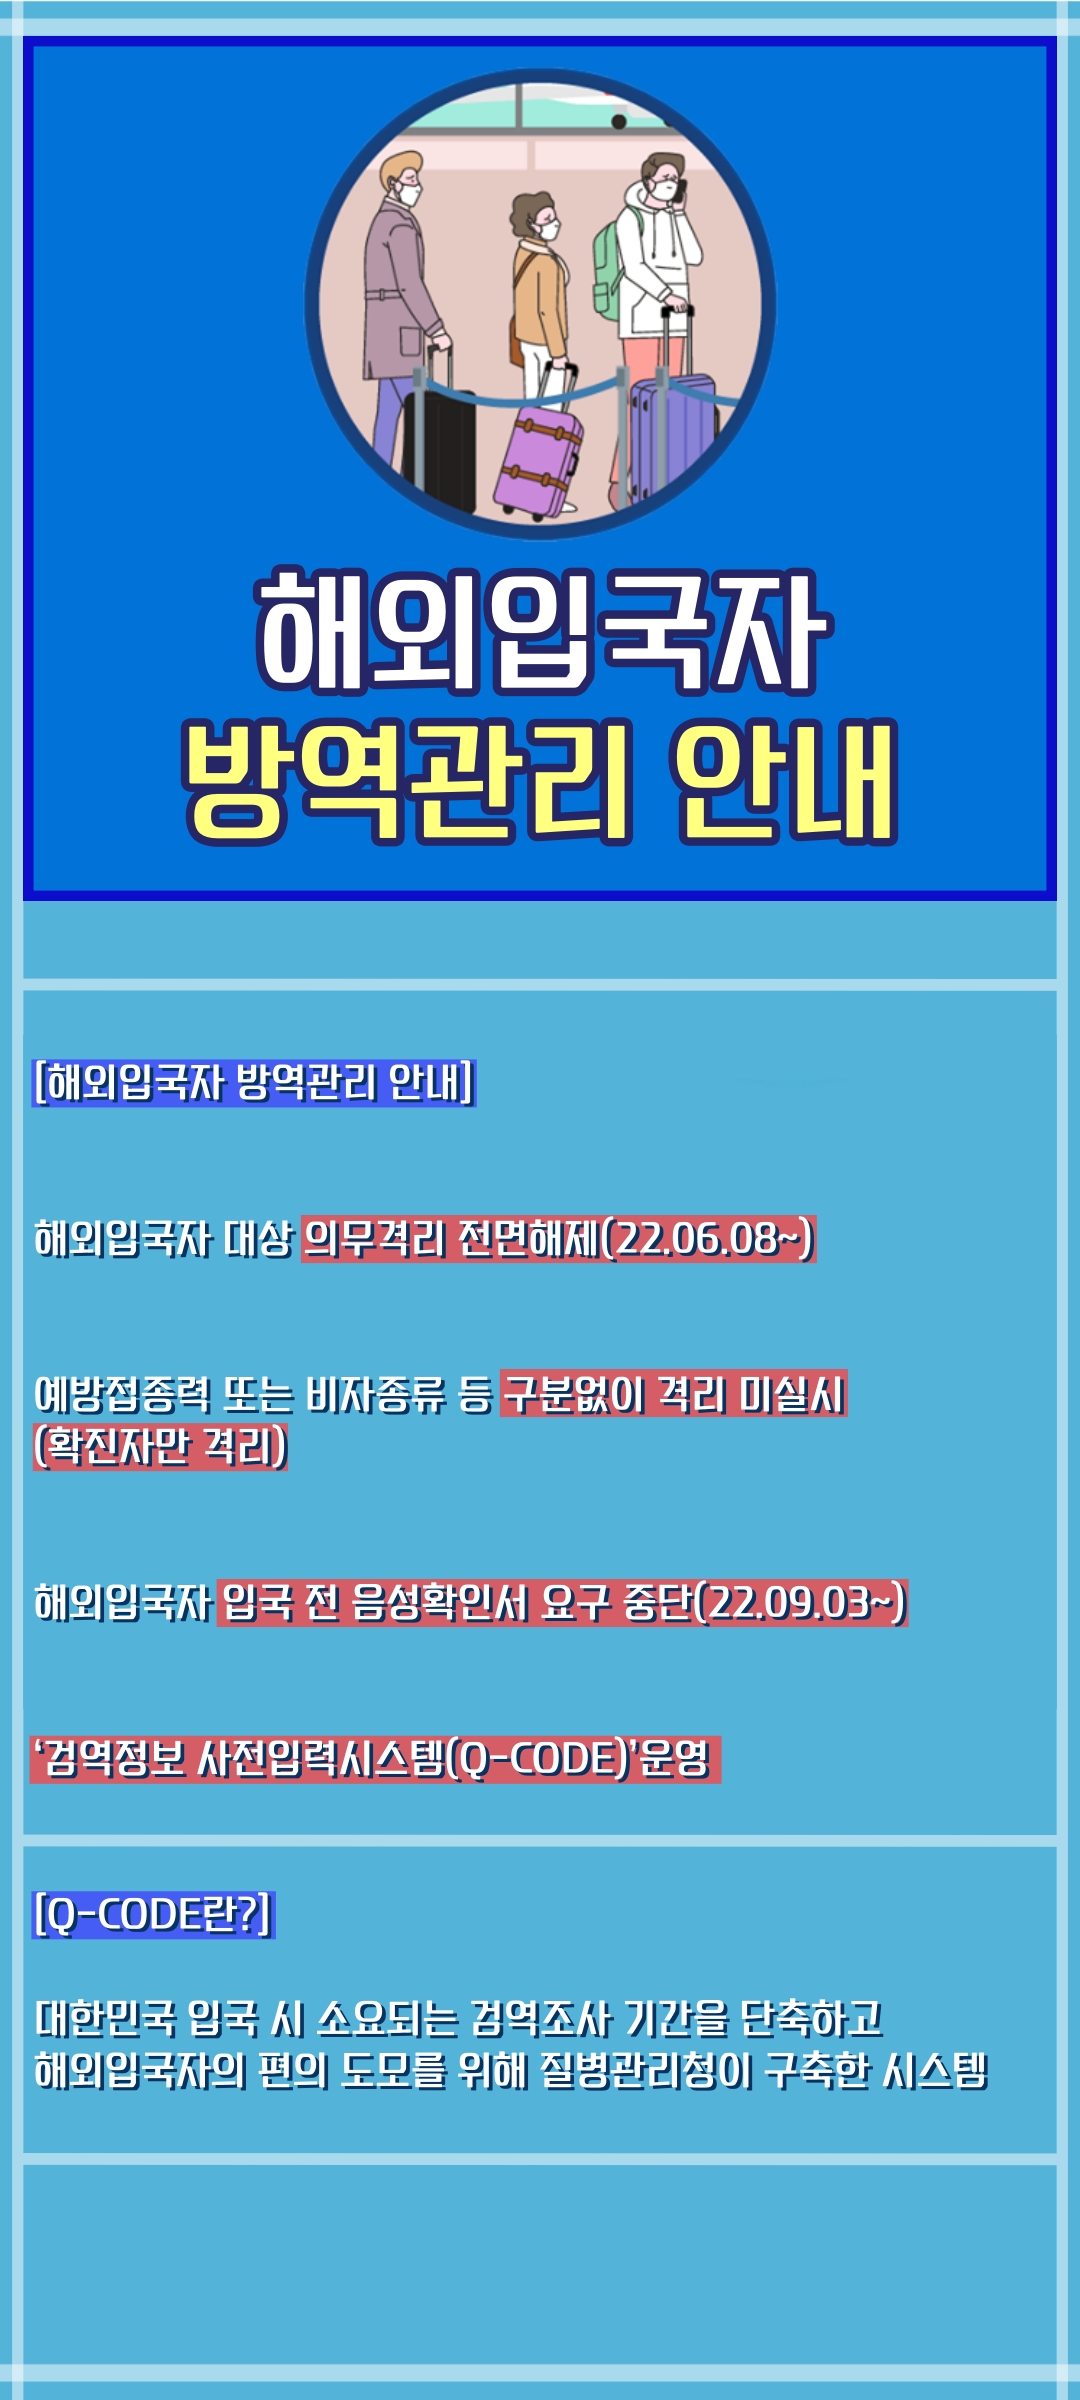 해외입국자
방역관리 안내
[해외입국자 방역관리 안내]
해외입국자 대상 의무격리 전면해제(22.06.08~)
예방접종력 또는 비자종류 등 구분없이 격리 미실시
(확진자만 격리)
해외입국자 입국 전 음성확인서 요구 중단(22.09.03~)
‘검역정보 사전입력시스템(Q-CODE)’운영
[Q-CODE란?]
대한민국 입국 시 소요되는 검역조사 기간을 단축하고
해외입국자의 편의 도모를 위해 질병관리청이 구축한 시스템